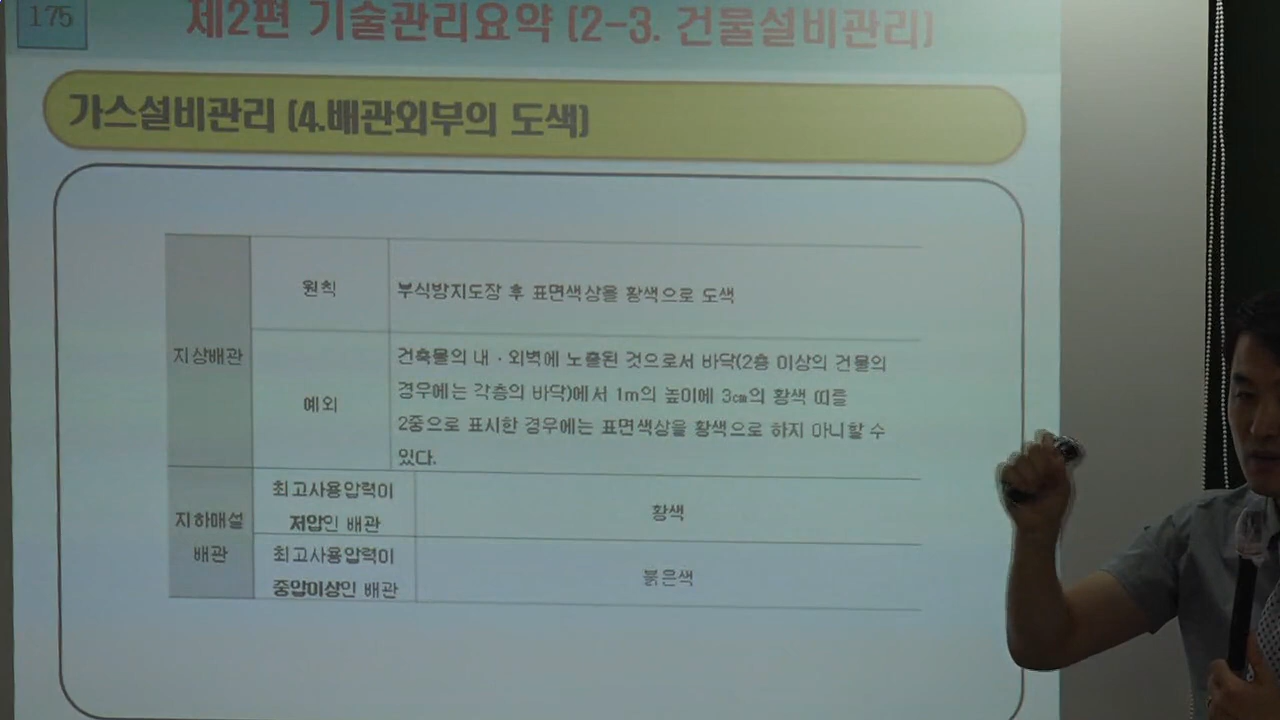 175
제2편 기술관리요약 (2-3. 건물설비관리)
가스설비관리 (4.배관외부의 도색)
지상배관
원칙
부식방지도장 후 표면색상을 황색으로 도색
예외
건축물의 내·외벽에 노출된 것으로서 바닥(2층 이상의 건물의
경우에는 각층의 바닥)에서 1m의 높이에 3㎝의 황색 띠를
2중으로 표시한 경우에는 표면색상을 황색으로 하지 아니할 수
있다.
지하매설
배관
최고사용압력이
저압인 배관
황색
최고사용압력이
중압이상인 배관
붉은색